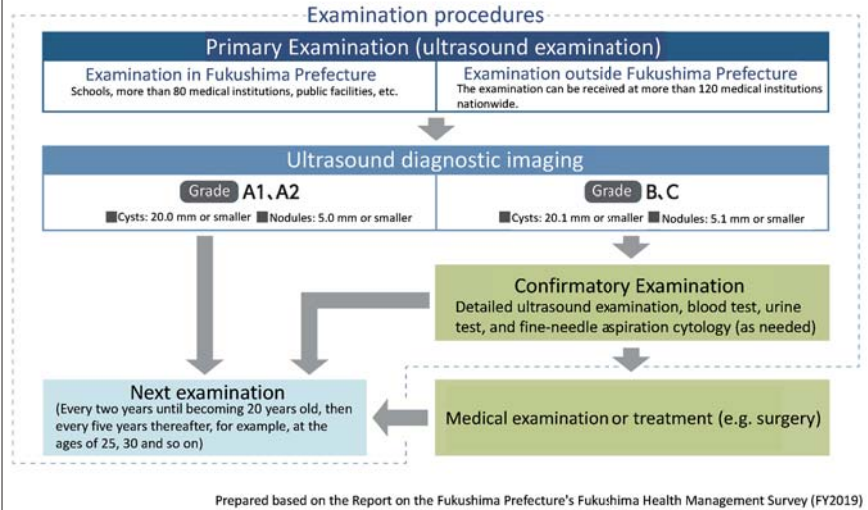 Examination procedures
Primary Examination (ultrasound examination)
Examination in Fukushima Prefecture
Schools, more than 80 medical institutions, public facilities, etc.
Examination outside Fukushima Prefecture
The examination can be received at more than 120 medical institutions
nationwide.
Ultrasound diagnostic imaging
Grade A1、A2
■Cysts: 20.0 mm or smaller ■Nodules: 5.0 mm or smaller
Grade B、C
■Cysts: 20.1 mm or smaller ■Nodules: 5.1 mm or smaller
Confirmatory Examination
Detailed ultrasound examination, blood test, urine
test, and fine-needle aspiration cytology (as needed)
Next examination
(Every two years until becoming 20 years old, then
every five years thereafter, for example, at the
ages of 25, 30 and so on)
Medical examination or treatment (e.g. surgery)
Prepared based on the Report on the Fukushima Prefecture's Fukushima Health Management Survey (FY2019)